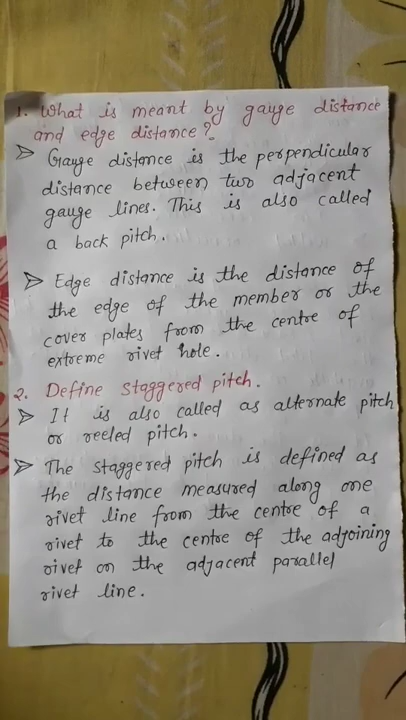 1. What is meant by gauge distance
and edge distance?
➢ Gauge distance is the perpendicular
distance between two adjacent
gauge lines. This is also called
a back pitch.
➢ Edge distance is the distance of
the edge of the member or the
cover plates from the centre of
extreme rivet hole.
2. Define staggered pitch.
➢ It is also called as alternate pitch
or reeled pitch.
➢ The staggered pitch is defined as
the distance measured along one
rivet line from the centre of a
rivet to the centre of the adjoining
rivet on the adjacent parallel
rivet line.